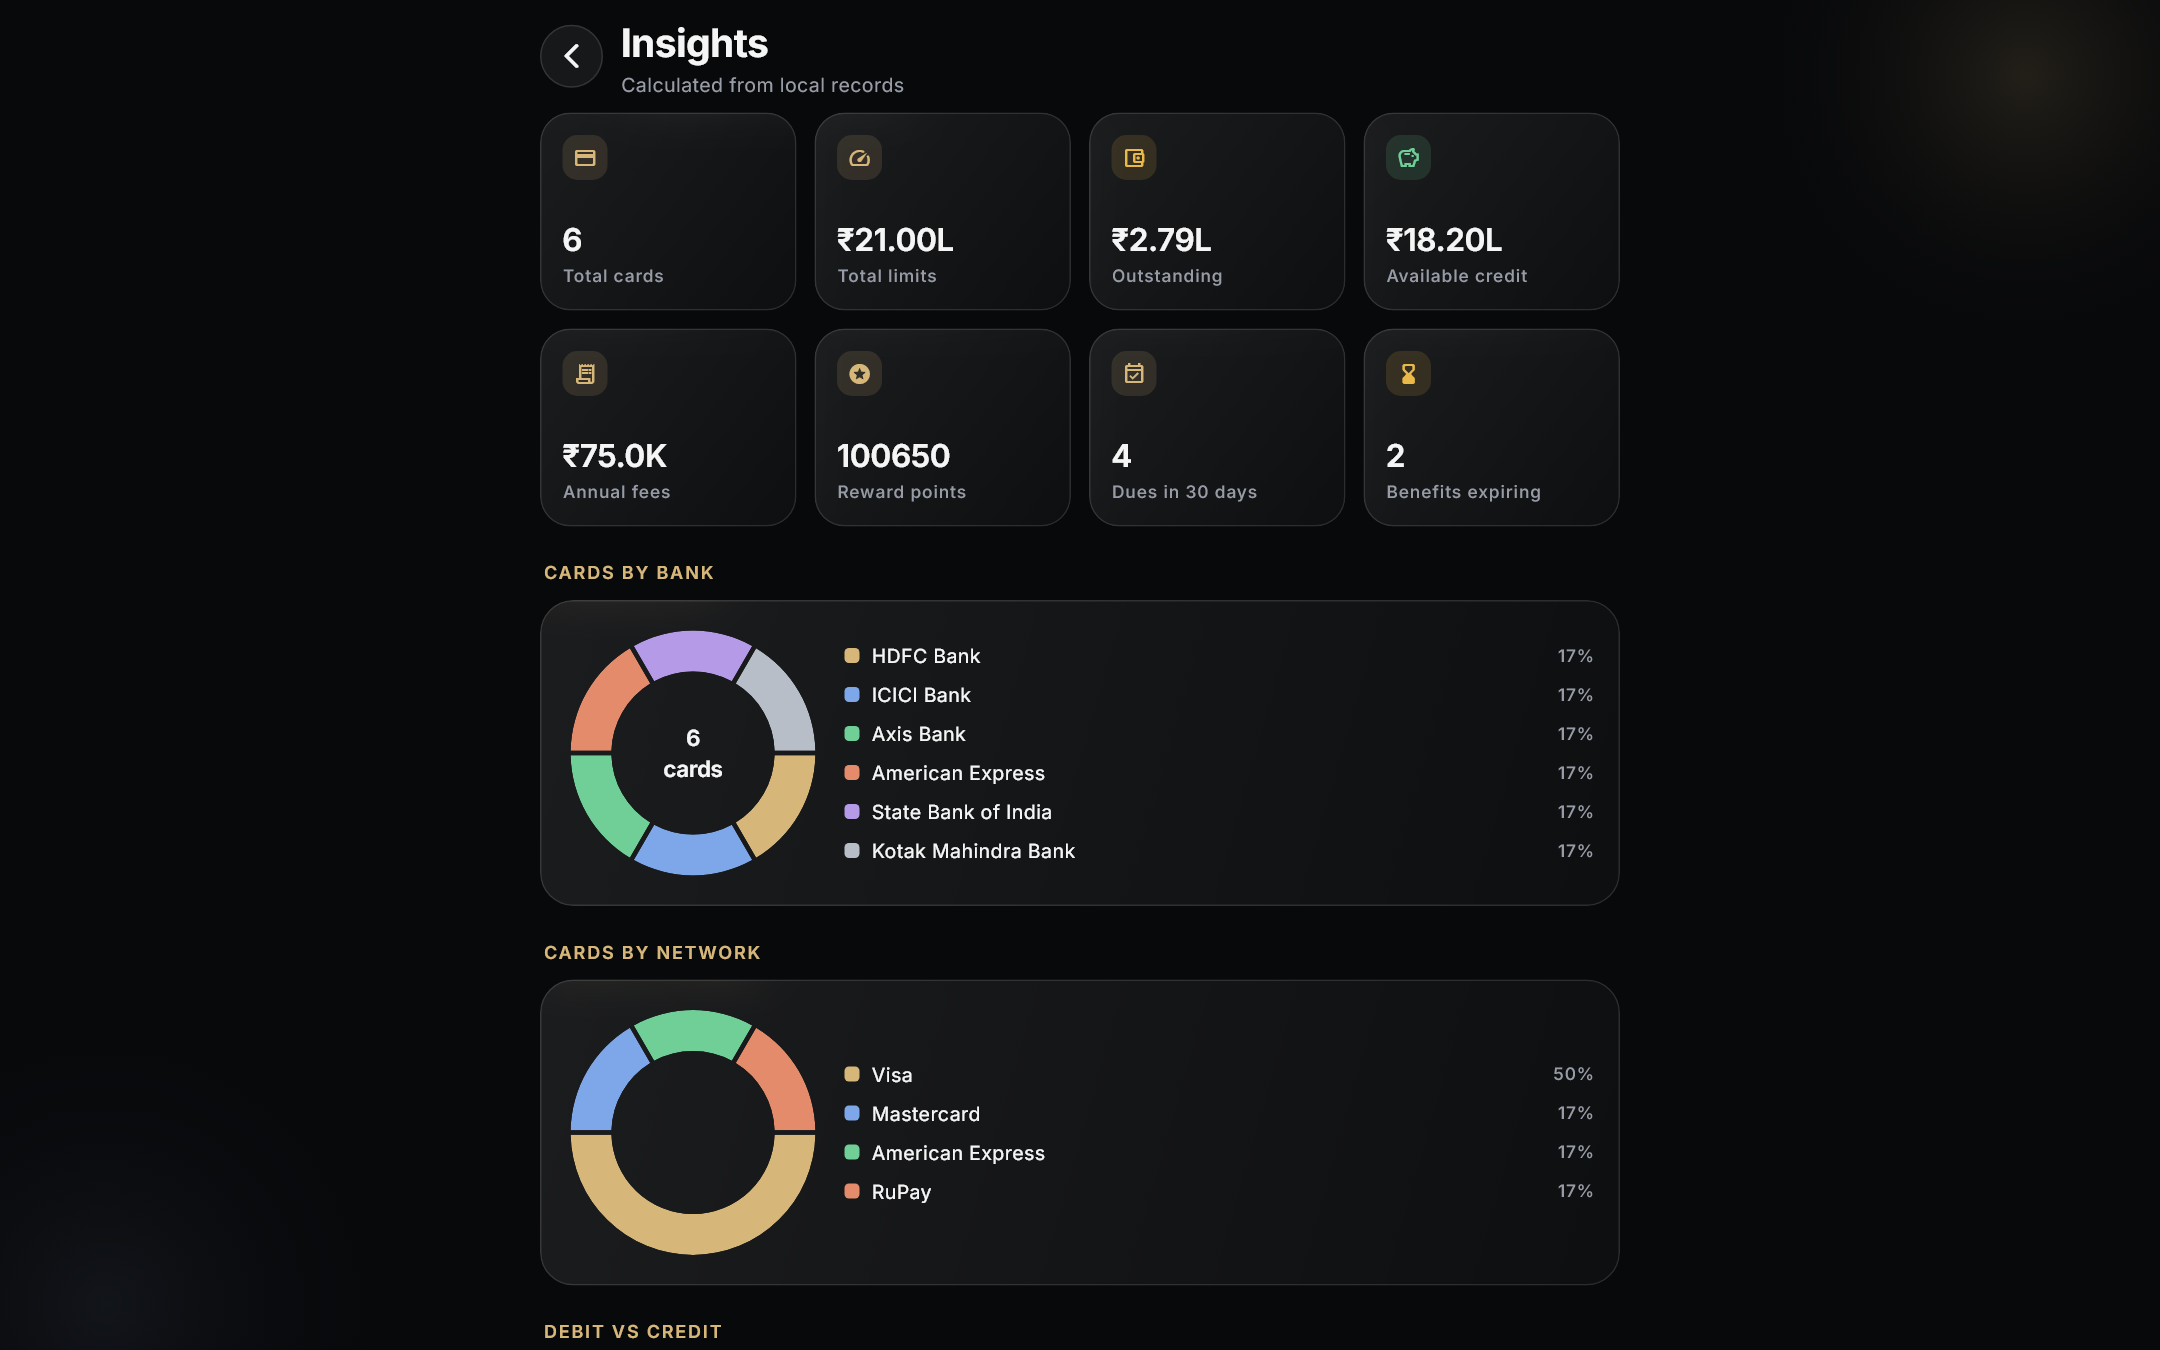 Insights
Calculated from local records
6
Total cards
₹21.00L
Total limits
₹2.79L
Outstanding
₹18.20L
Available credit
₹75.0K
Annual fees
100650
Reward points
4
Dues in 30 days
2
Benefits expiring
CARDS BY BANK
6
cards
HDFC Bank 17%
ICICI Bank 17%
Axis Bank 17%
American Express 17%
State Bank of India 17%
Kotak Mahindra Bank 17%
CARDS BY NETWORK
Visa 50%
Mastercard 17%
American Express 17%
RuPay 17%
DEBIT VS CREDIT